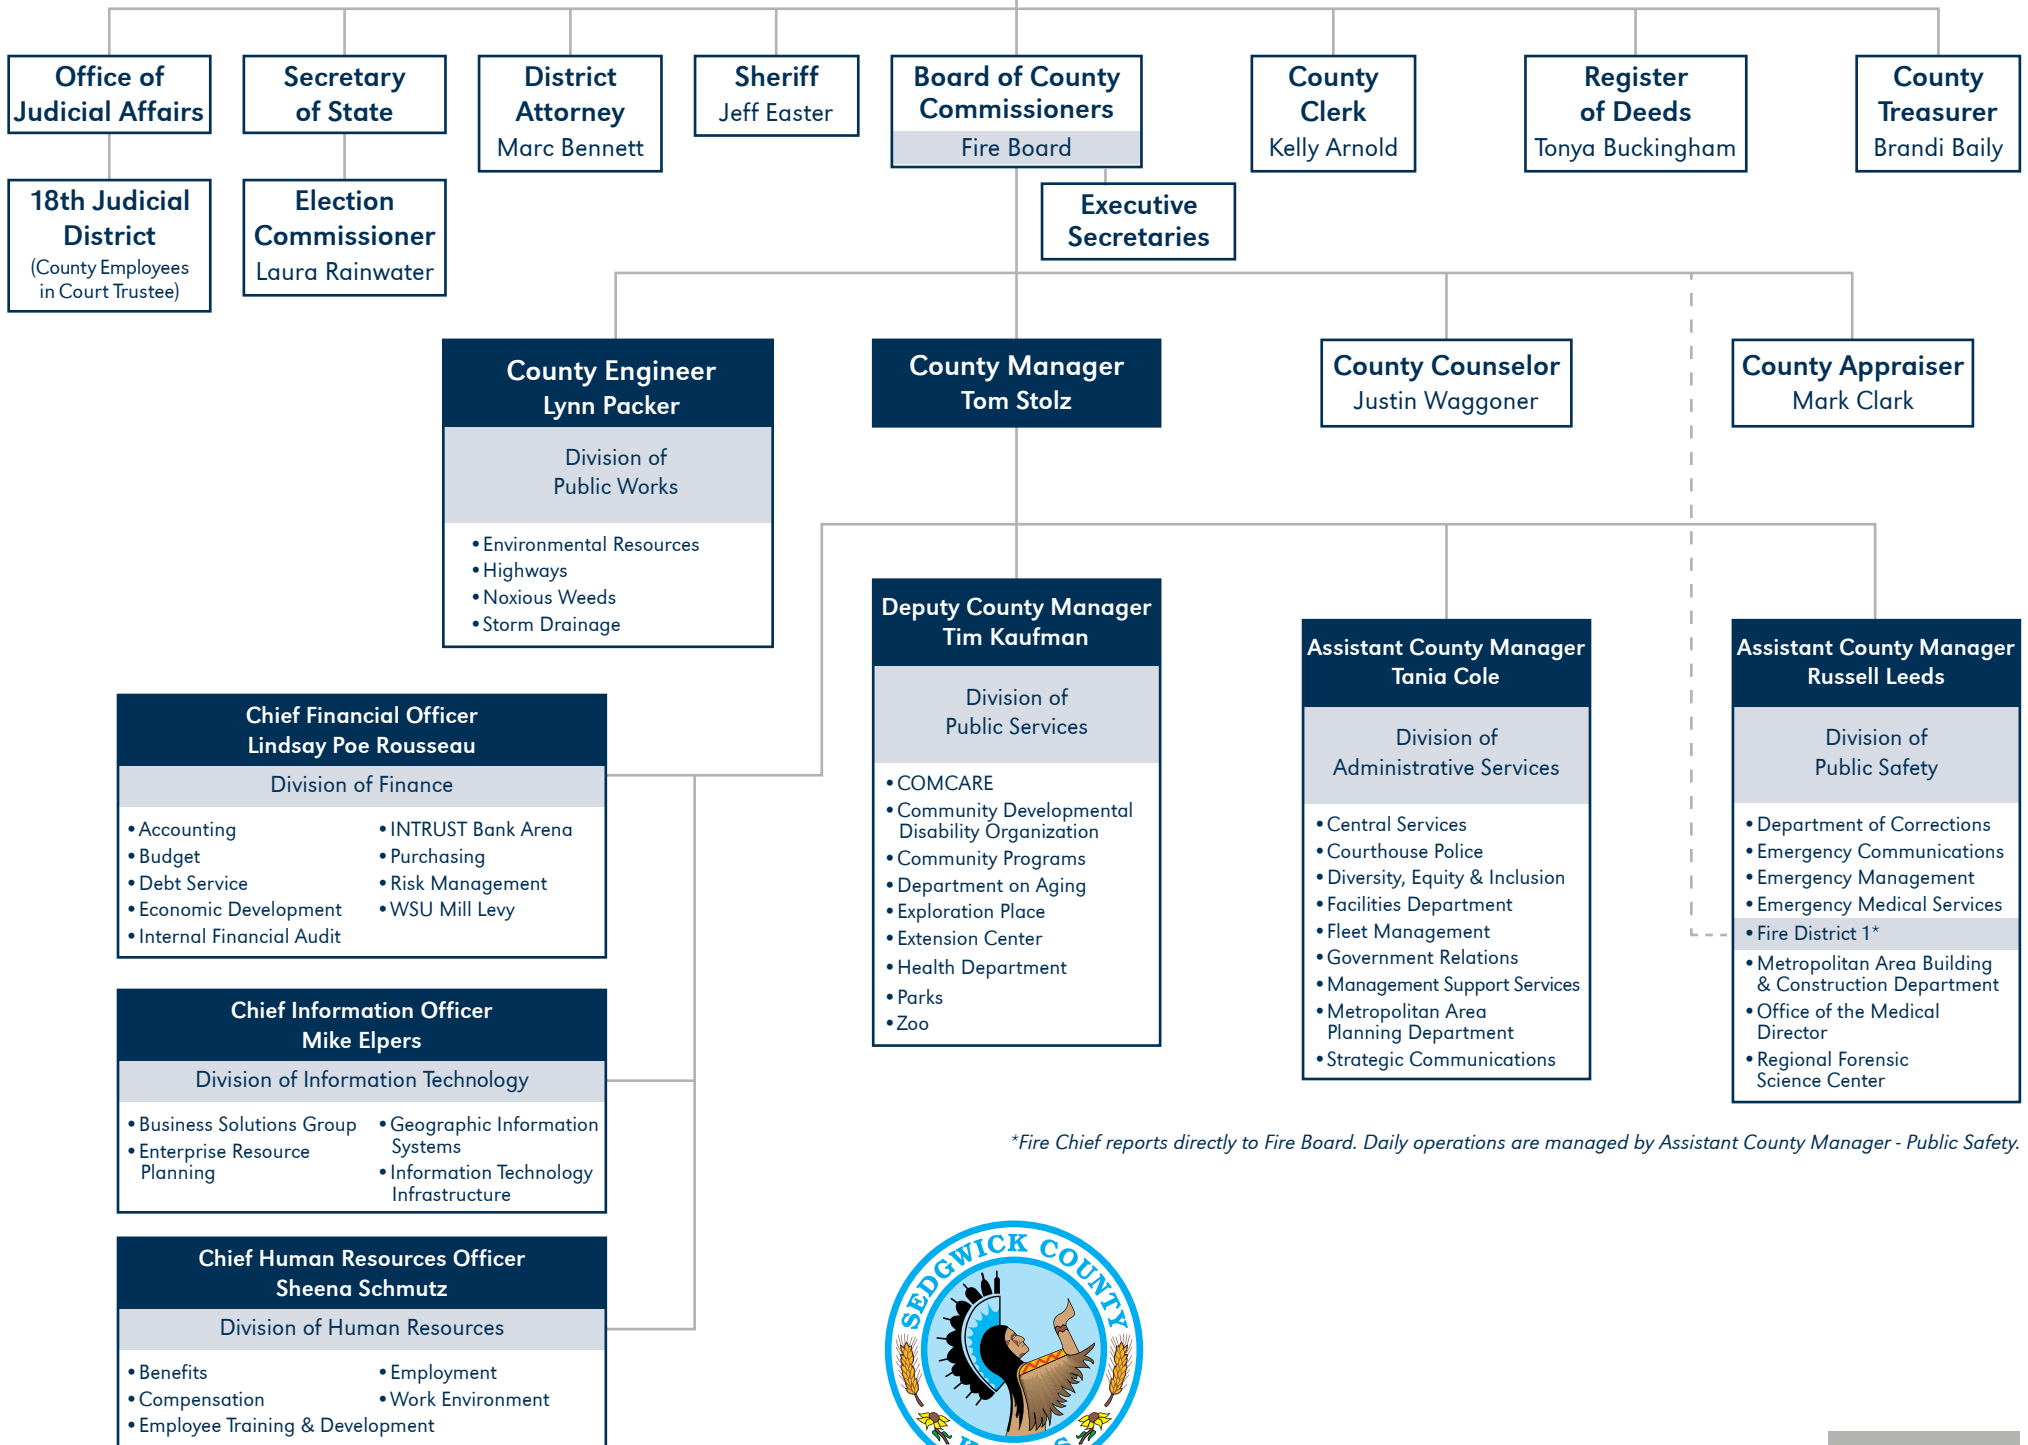 Office of
Judicial Affairs
Secretary
of State
District
Attorney
Marc Bennett
Sheriff
Jeff Easter
Board of County
Commissioners
Fire Board
County
Clerk
Kelly Arnold
Register
of Deeds
Tonya Buckingham
County
Treasurer
Brandi Baily
18th Judicial
District
(County Employees
in Court Trustee)
Election
Commissioner
Laura Rainwater
Executive
Secretaries
County Engineer
Lynn Packer
Division of
Public Works
• Environmental Resources
• Highways
• Noxious Weeds
• Storm Drainage
County Manager
Tom Stolz
County Counselor
Justin Waggoner
County Appraiser
Mark Clark
Chief Financial Officer
Lindsay Poe Rousseau
Division of Finance
• Accounting
• Budget
• Debt Service
• Economic Development
• Internal Financial Audit
• INTRUST Bank Arena
• Purchasing
• Risk Management
• WSU Mill Levy
Chief Information Officer
Mike Elpers
Division of Information Technology
• Business Solutions Group
• Enterprise Resource
Planning
• Geographic Information
Systems
• Information Technology
Infrastructure
Chief Human Resources Officer
Sheena Schmutz
Division of Human Resources
• Benefits
• Compensation
• Employee Training & Development
• Employment
• Work Environment
Deputy County Manager
Tim Kaufman
Division of
Public Services
• COMCARE
• Community Developmental
Disability Organization
• Community Programs
• Department on Aging
• Exploration Place
• Extension Center
• Health Department
• Parks
• Zoo
Assistant County Manager
Tania Cole
Division of
Administrative Services
• Central Services
• Courthouse Police
• Diversity, Equity & Inclusion
• Facilities Department
• Fleet Management
• Government Relations
• Management Support Services
• Metropolitan Area
Planning Department
• Strategic Communications
Assistant County Manager
Russell Leeds
Division of
Public Safety
• Department of Corrections
• Emergency Communications
• Emergency Management
• Emergency Medical Services
• Fire District 1*
• Metropolitan Area Building
& Construction Department
• Office of the Medical
Director
• Regional Forensic
Science Center
*Fire Chief reports directly to Fire Board. Daily operations are managed by Assistant County Manager - Public Safety.
SEDGWICK COUNTY